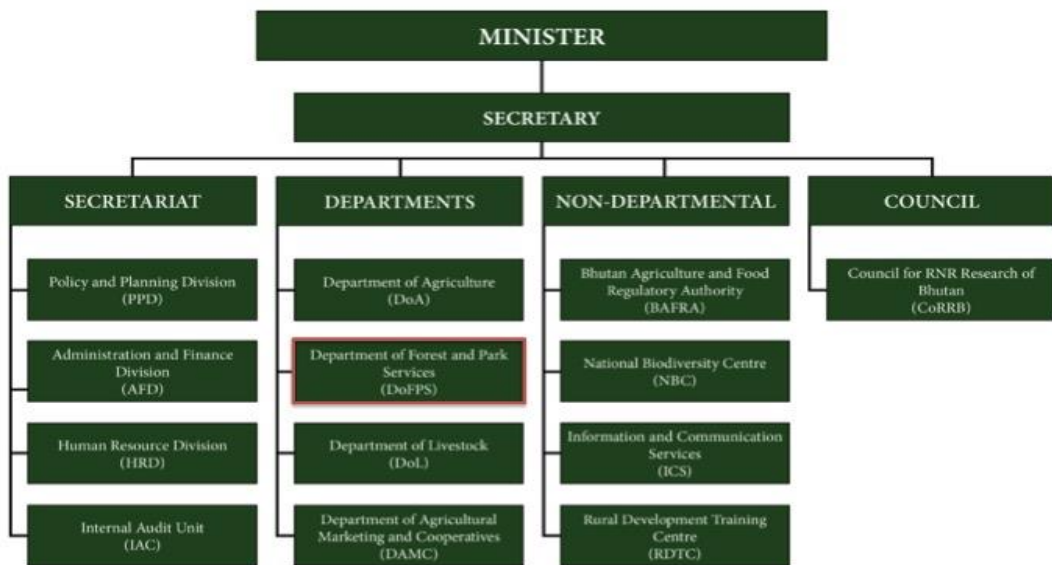 MINISTER
SECRETARY
SECRETARIAT
Policy and Planning Division
(PPD)
Administration and Finance
Division
(AFD)
Human Resource Division
(HRD)
Internal Audit Unit
(IAC)
DEPARTMENTS
Department of Agriculture
(DoA)
Department of Forest and Park
Services
(DoFPS)
Department of Livestock
(DoL)
Department of Agricultural
Marketing and Cooperatives
(DAMC)
NON-DEPARTMENTAL
Bhutan Agriculture and Food
Regulatory Authority
(BAFRA)
National Biodiversity Centre
(NBC)
Information and Communication
Services
(ICS)
Rural Development Training
Centre
(RDTC)
COUNCIL
Council for RNR Research of
Bhutan
(CoRRB)